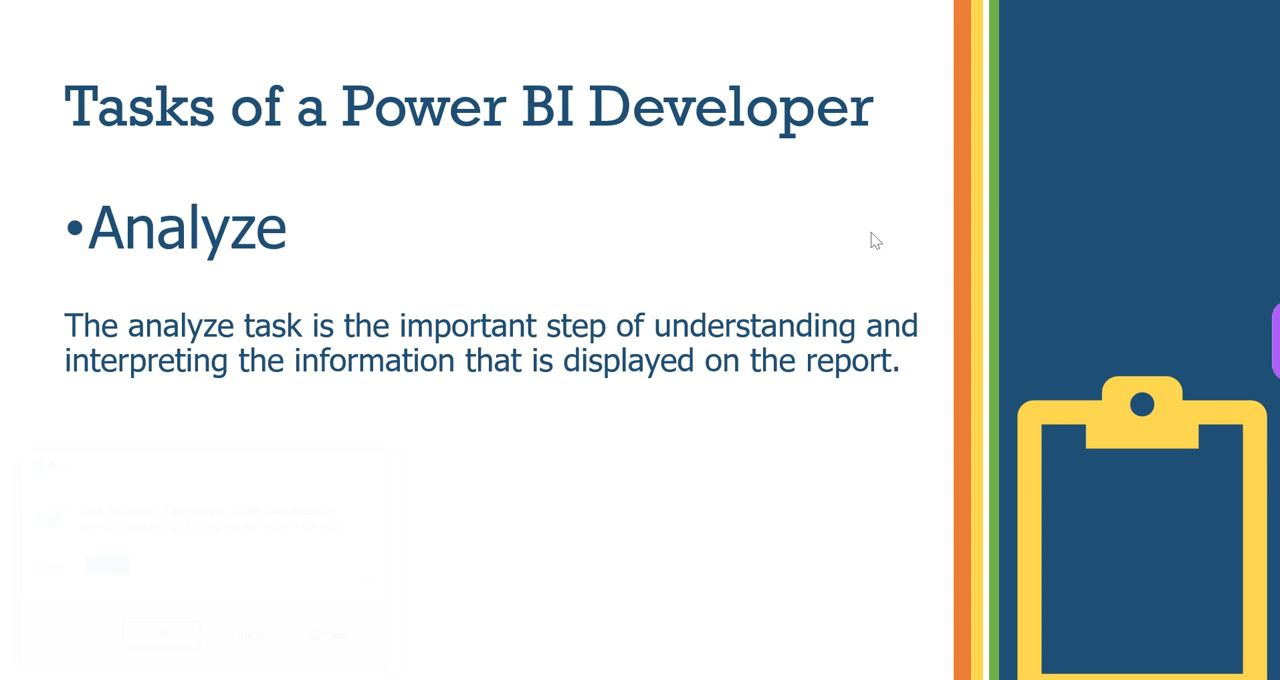 Tasks of a Power BI Developer
•Analyze
The analyze task is the important step of understanding and
interpreting the information that is displayed on the report.